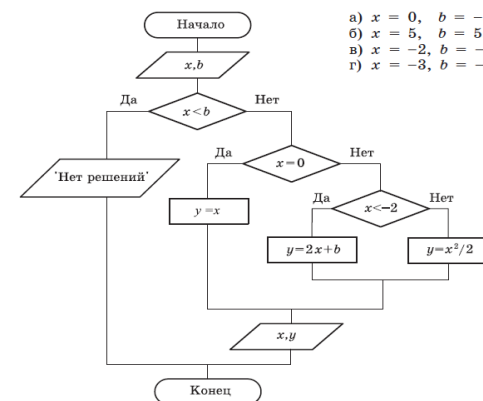 Начало
а) x = 0, b = –
б) x = 5, b = 5
в) x = –2, b = –
г) x = –3, b = –
x,b
Да
x<b
Нет
Да
x=0
Нет
'Нет решений'
y=x
Да
x<–2
Нет
y=2x+b
y=x²/2
x,y
Конец